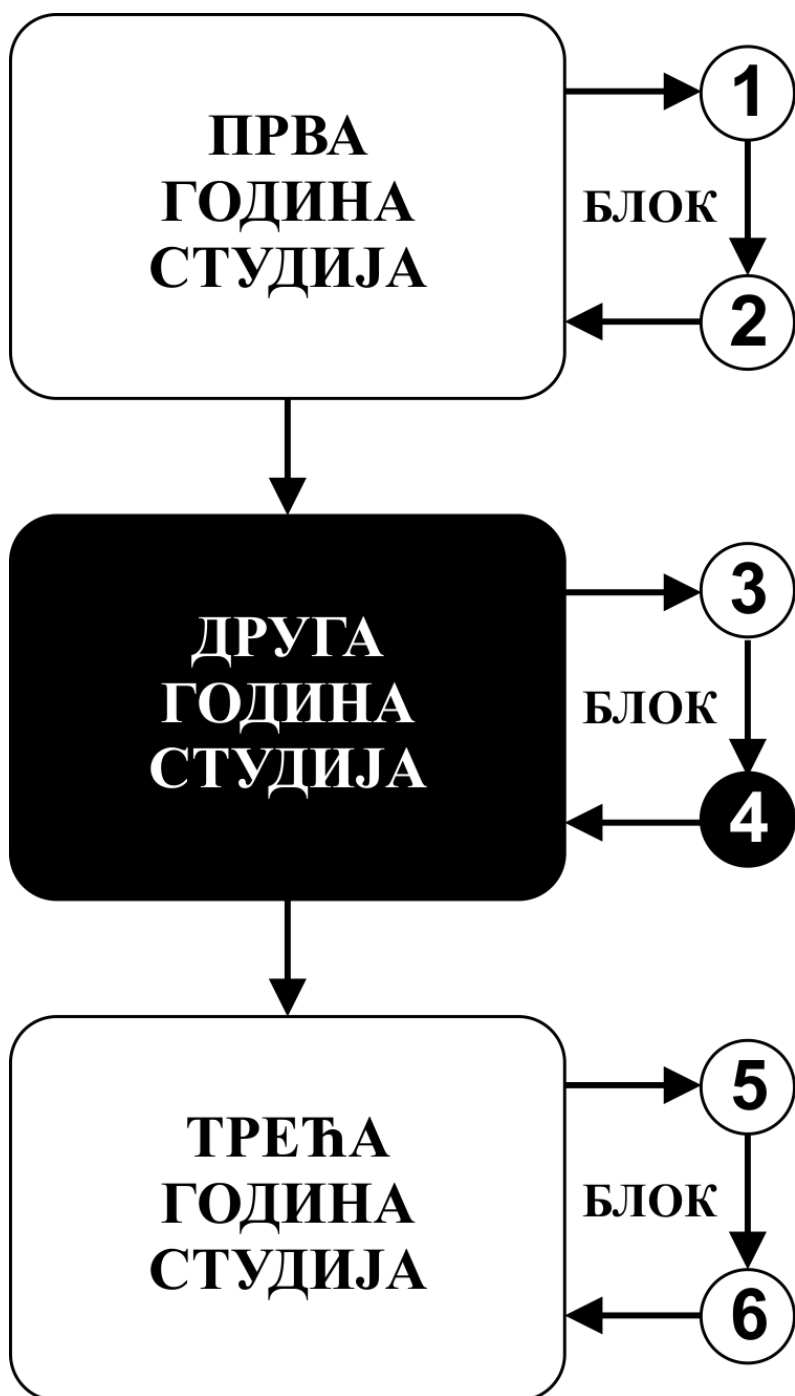 ПРВА
ГОДИНА
СТУДИЈА
1
БЛОК
2
ДРУГА
ГОДИНА
СТУДИЈА
3
БЛОК
4
ТРЕЋА
ГОДИНА
СТУДИЈА
5
БЛОК
6